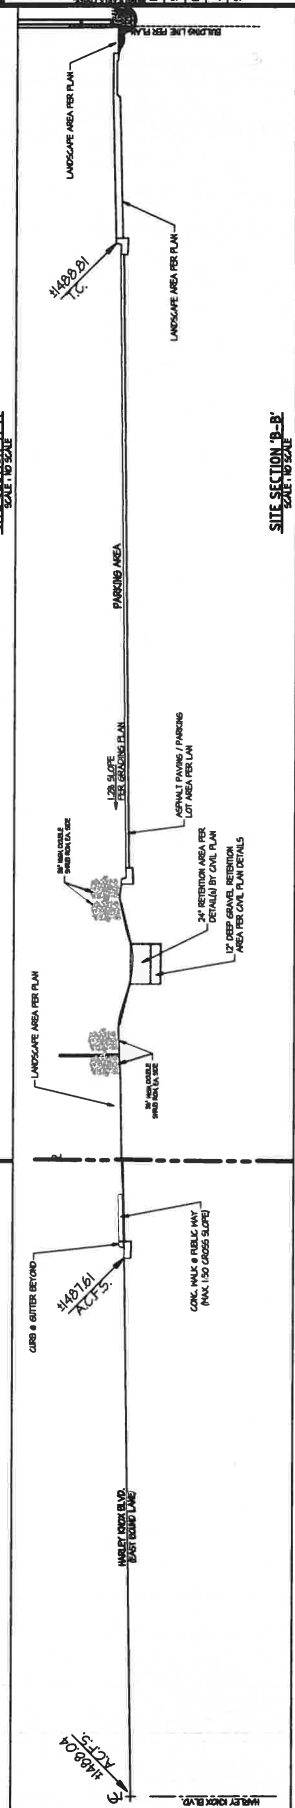 BUILDING LINE PER PLAN
LANDSCAPE AREA PER PLAN
LANDSCAPE AREA PER PLAN
±1488.81
T.C.
SCALE : NO SCALE
SITE SECTION 'B-B'
SCALE : NO SCALE
PARKING AREA
1.2% SLOPE
PER GRADING PLAN
ASPHALT PAVING / PARKING
LOT AREA PER LAN
36" HIGH, DOUBLE
SHRUB ROW, EA. SIDE
24" RETENTION AREA PER
DETAIL(s) BY CIVIL PLAN
12" DEEP GRAVEL RETENTION
AREA PER CIVIL PLAN DETAILS
LANDSCAPE AREA PER PLAN
36" HIGH, DOUBLE
SHRUB ROW, EA. SIDE
CURB & GUTTER BEYOND
±1487.61
A.C.F.S.
CONC. WALK @ PUBLIC WAY
(MAX. 1:50 CROSS SLOPE)
HARLEY KNOX BLVD.
(EAST BOUND LANE)
±1488.04
A.C.F.S.
HARLEY KNOX BLVD.